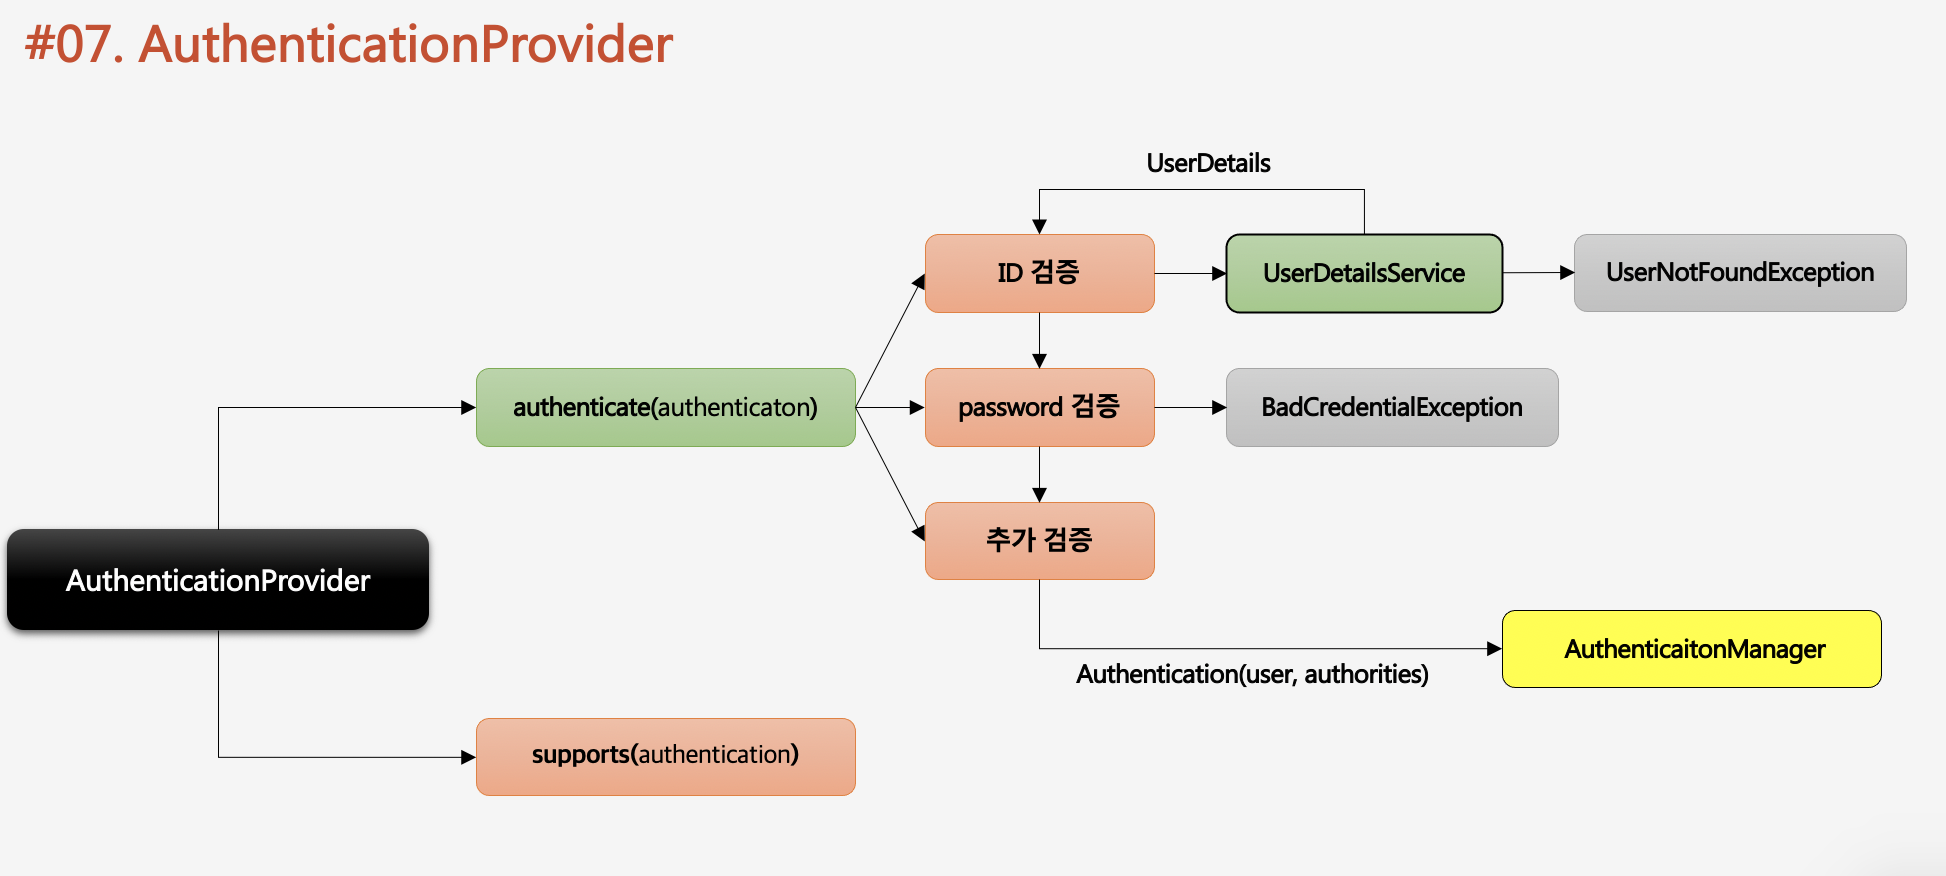 #07. AuthenticationProvider
UserDetails
ID 검증
UserDetailsService
UserNotFoundException
authenticate(authenticaton)
password 검증
BadCredentialException
추가 검증
AuthenticationProvider
AuthenticaitonManager
Authentication(user, authorities)
supports(authentication)